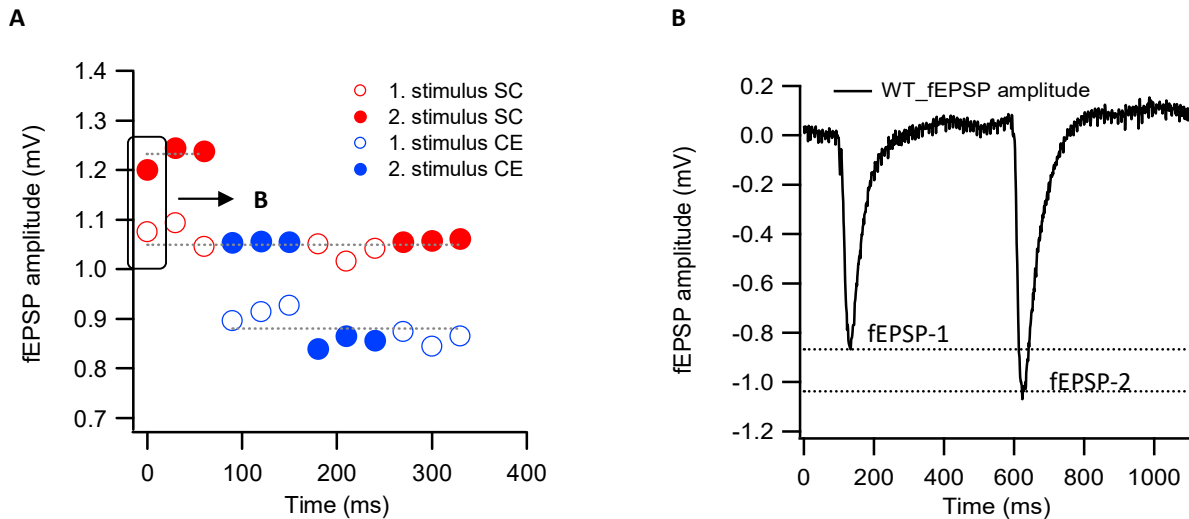 A
fEPSP amplitude (mV)
1.4
1.3
1.2
1.1
1.0
0.9
0.8
0.7
1. stimulus SC
2. stimulus SC
1. stimulus CE
2. stimulus CE
B
0
100
200
300
400
Time (ms)
B
fEPSP amplitude (mV)
0.2
0.0
-0.2
-0.4
-0.6
-0.8
-1.0
-1.2
WT_fEPSP amplitude
fEPSP-1
fEPSP-2
0
200
400
600
800
1000
Time (ms)